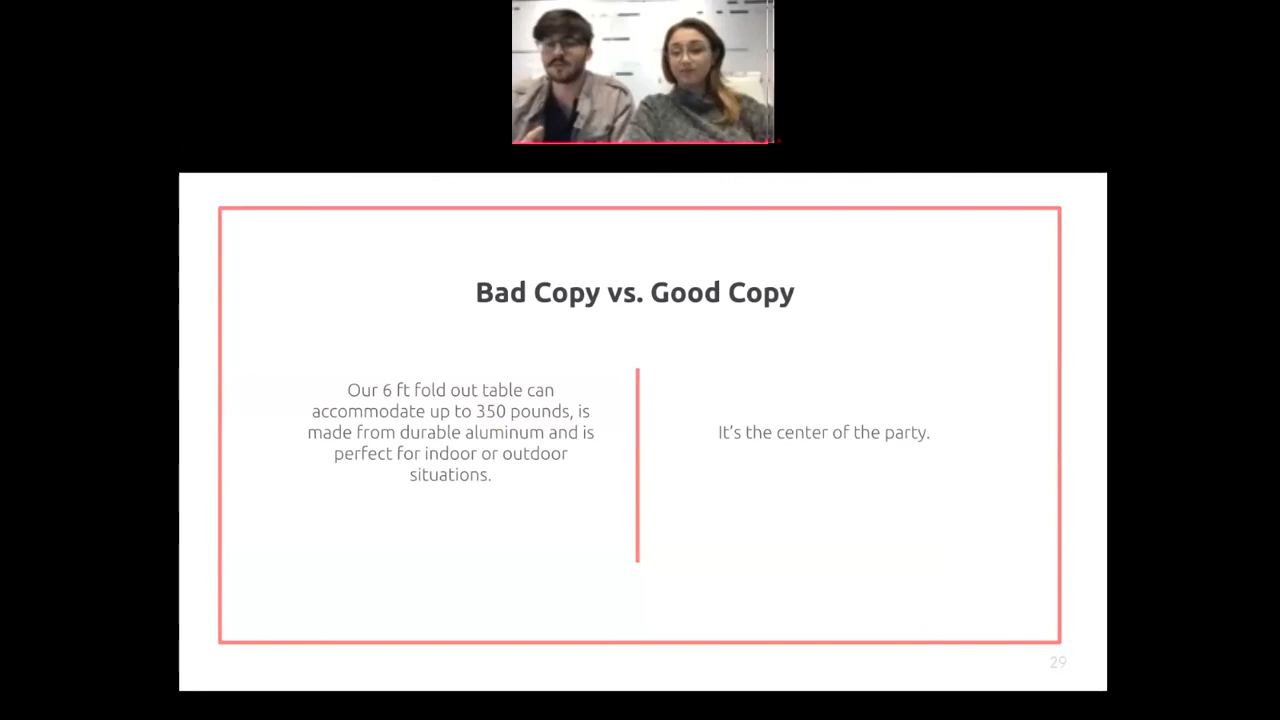 Bad Copy vs. Good Copy
Our 6 ft fold out table can
accommodate up to 350 pounds, is
made from durable aluminum and is
perfect for indoor or outdoor
situations.
It's the center of the party.
29